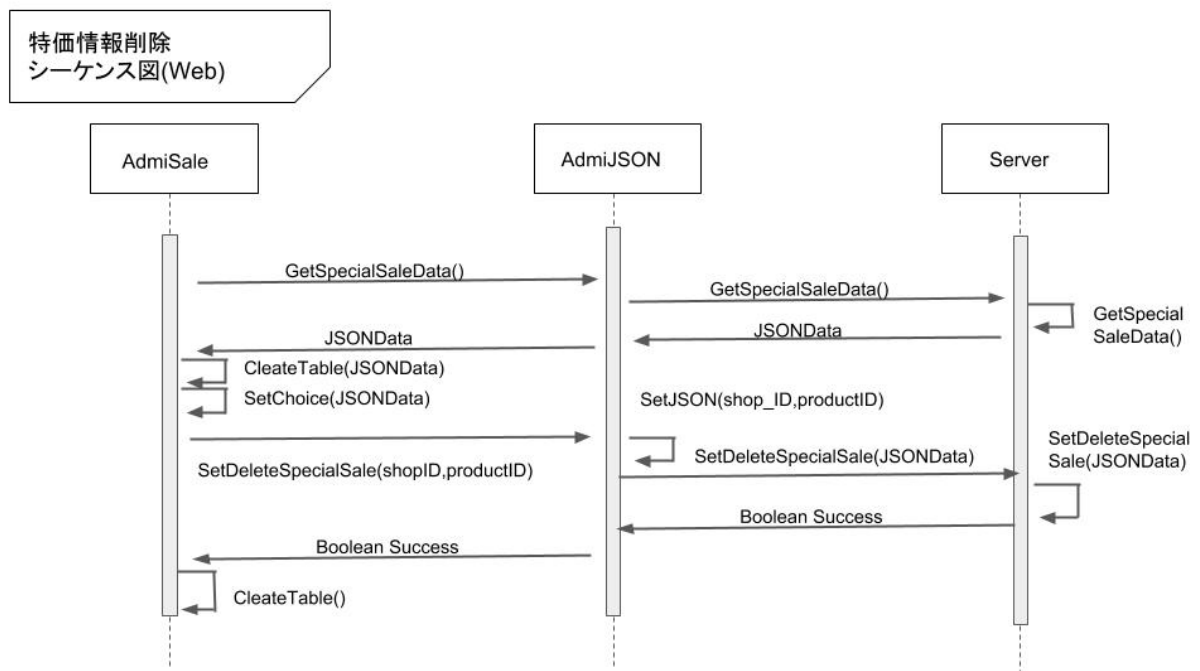 特価情報削除
シーケンス図(Web)
AdmiSale
AdmiJSON
Server
GetSpecialSaleData()
GetSpecialSaleData()
GetSpecial
SaleData()
JSONData
JSONData
CleateTable(JSONData)
SetChoice(JSONData)
SetJSON(shop_ID,productID)
SetDeleteSpecialSale(shopID,productID)
SetDeleteSpecialSale(JSONData)
SetDeleteSpecial
Sale(JSONData)
Boolean Success
Boolean Success
CleateTable()